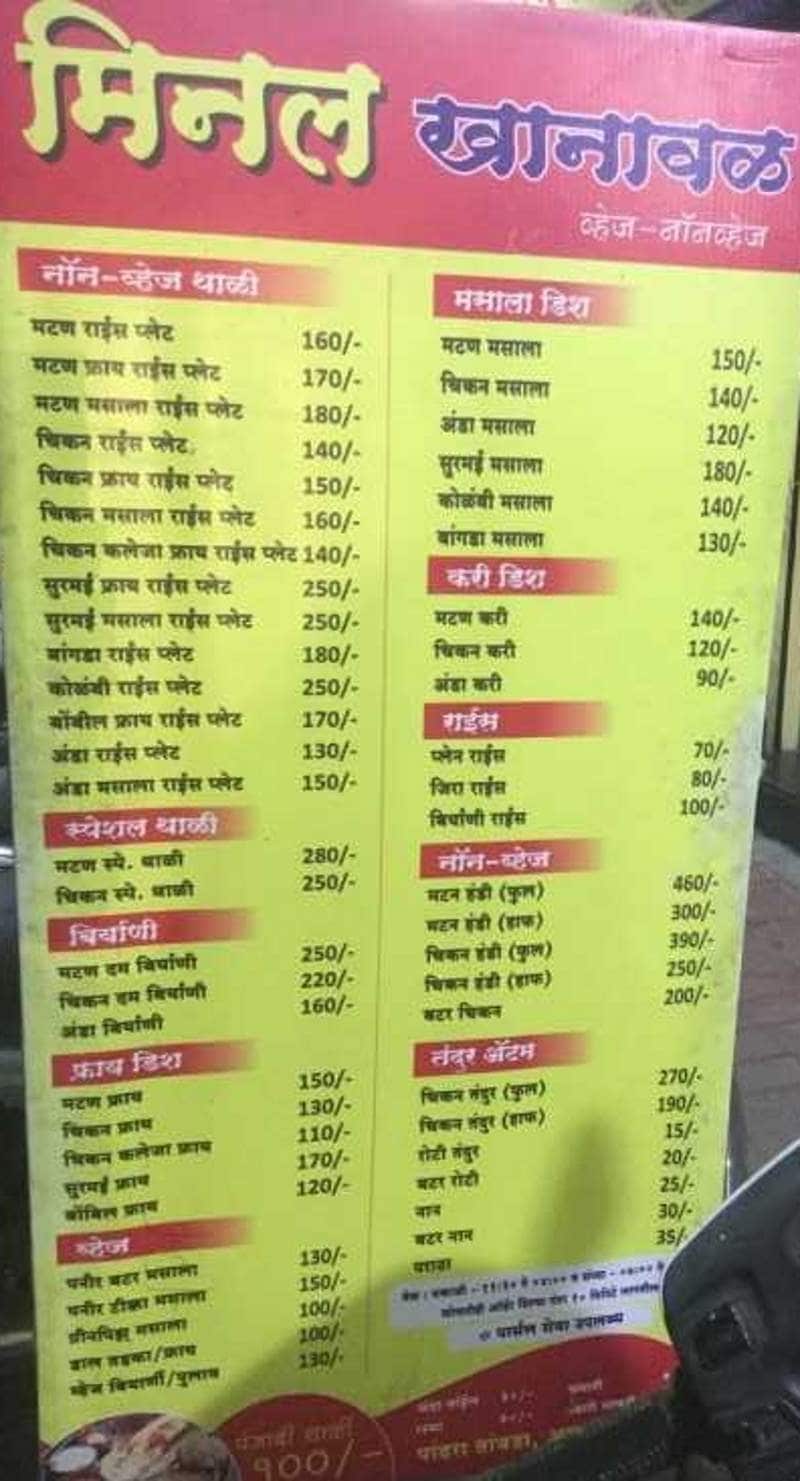 मिनल खानावळ
व्हेज-नॉनव्हेज
नॉन-व्हेज थाळी
मटण राईस प्लेट 160/-
मटण फ्राय राईस प्लेट 170/-
मटण मसाला राईस प्लेट 180/-
चिकन राईस प्लेट 140/-
चिकन फ्राय राईस प्लेट 150/-
चिकन मसाला राईस प्लेट 160/-
चिकन कलेजा फ्राय राईस प्लेट 140/-
सुरमई फ्राय राईस प्लेट 250/-
सुरमई मसाला राईस प्लेट 250/-
बांगडा राईस प्लेट 180/-
कोळंबी राईस प्लेट 250/-
बोंबील फ्राय राईस प्लेट 170/-
अंडा राईस प्लेट 130/-
अंडा मसाला राईस प्लेट 150/-
स्पेशल थाळी
मटण स्पे. थाळी 280/-
चिकन स्पे. थाळी 250/-
बिर्याणी
मटण दम बिर्याणी 250/-
चिकन दम बिर्याणी 220/-
अंडा बिर्याणी 160/-
फ्राय डिश
मटण फ्राय 150/-
चिकन फ्राय 130/-
चिकन कलेजा फ्राय 110/-
सुरमई फ्राय 170/-
बोंबिल फ्राय 120/-
व्हेज
पनीर बटर मसाला 130/-
पनीर टीक्का मसाला 150/-
ग्रीनपिझ मसाला 100/-
डाल तडका/फ्राय 100/-
व्हेज बिर्याणी/पुलाव 130/-
पंजाबी थाळी
१००/-
मसाला डिश
मटण मसाला 150/-
चिकन मसाला 140/-
अंडा मसाला 120/-
सुरमई मसाला 180/-
कोळंबी मसाला 140/-
बांगडा मसाला 130/-
करी डिश
मटण करी 140/-
चिकन करी 120/-
अंडा करी 90/-
राईस
प्लेन राईस 70/-
जिरा राईस 80/-
बिर्याणी राईस 100/-
नॉन-व्हेज
मटन हंडी (फुल) 460/-
मटन हंडी (हाफ) 300/-
चिकन हंडी (फुल) 390/-
चिकन हंडी (हाफ) 250/-
बटर चिकन 200/-
तंदुर अ‍ॅटम
चिकन तंदुर (फुल) 270/-
चिकन तंदुर (हाफ) 190/-
रोटी तंदुर 15/-
बटर रोटी 20/-
नान 25/-
बटर नान 30/-
पराठा 35/-
पार्सल सेवा उपलब्ध
पांढरा तांबडा,